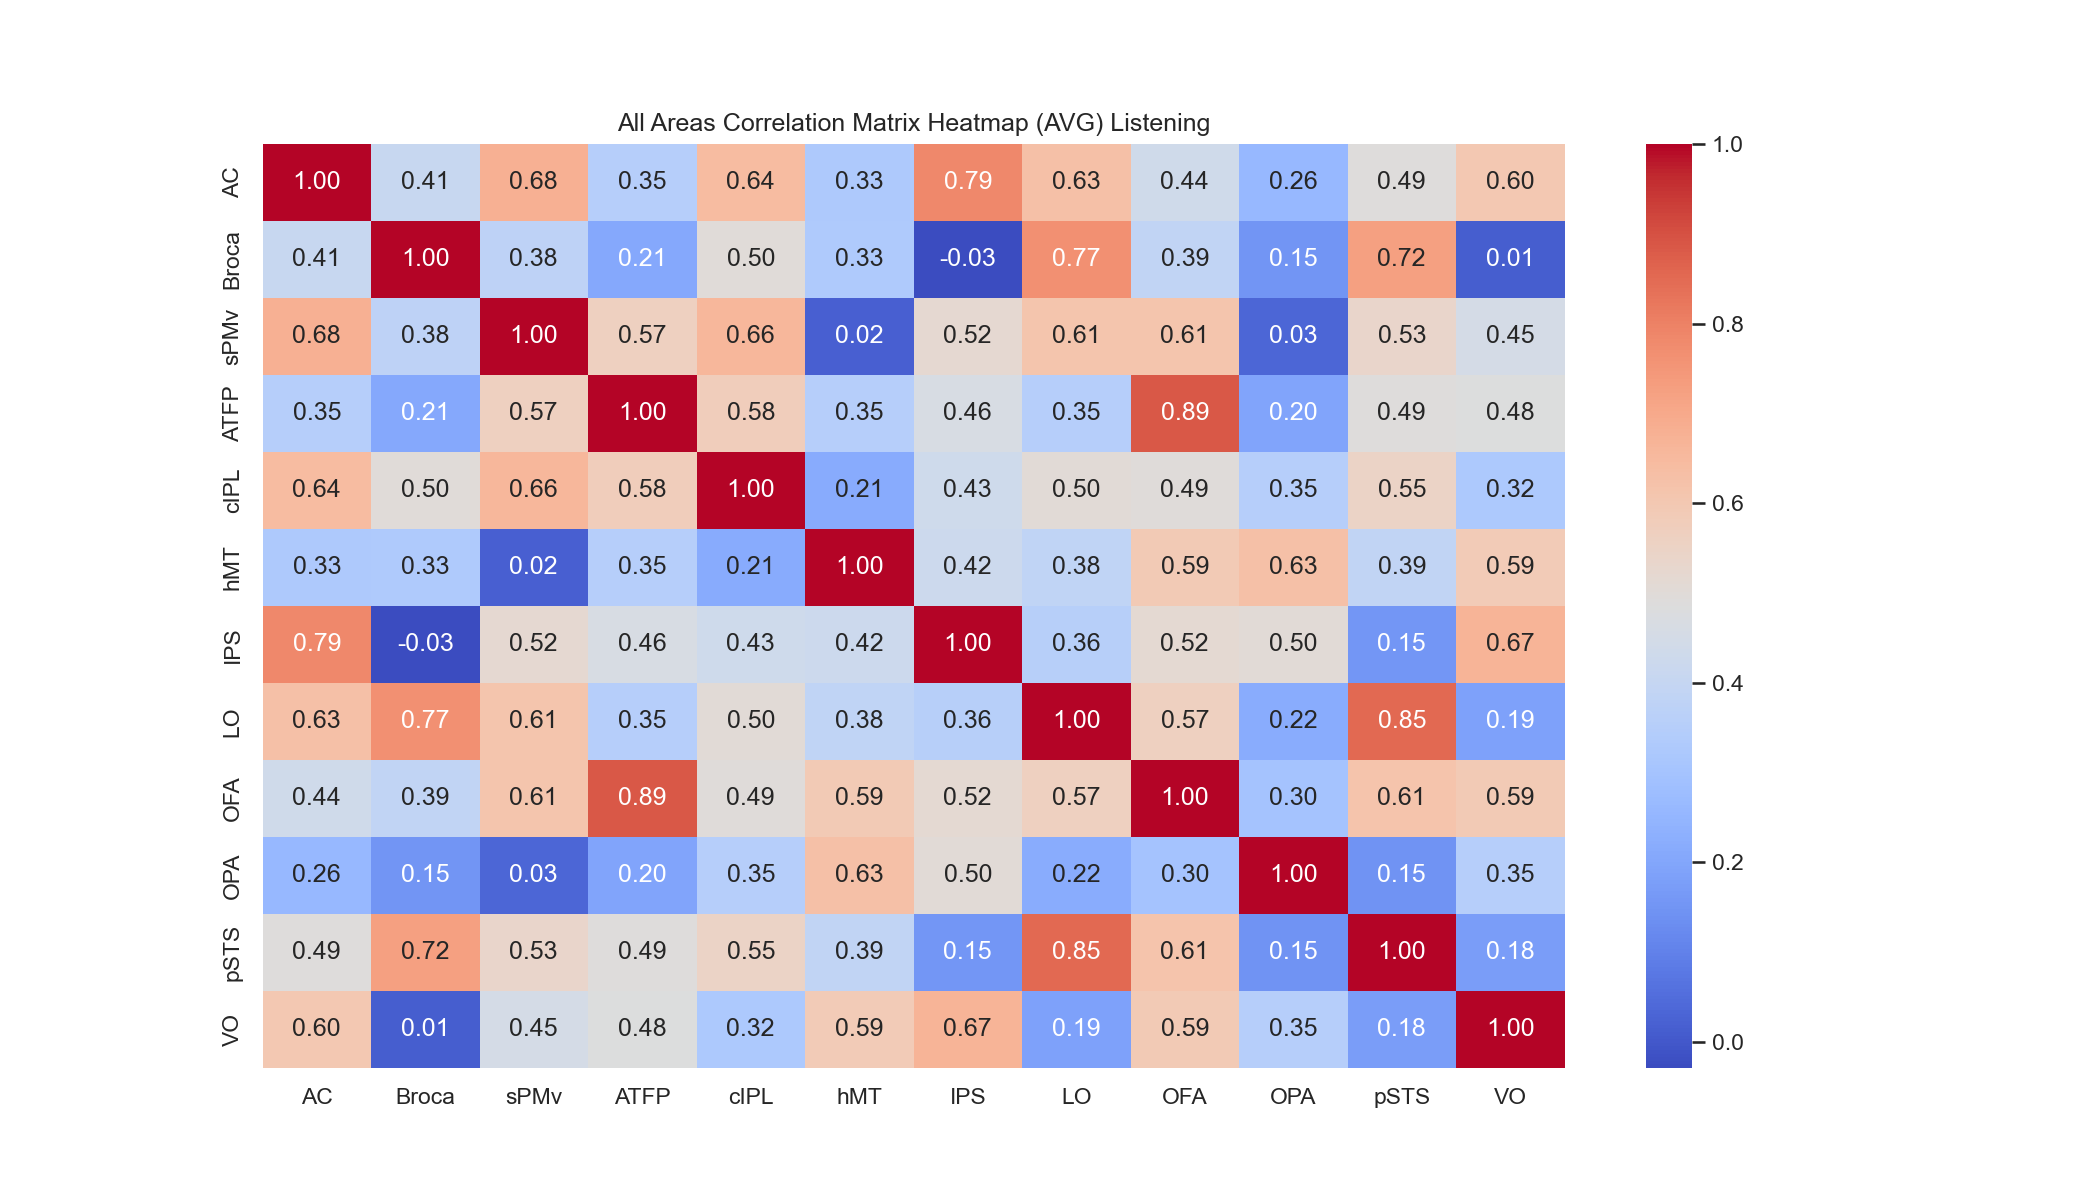 All Areas Correlation Matrix Heatmap (AVG) Listening
AC 1.00 0.41 0.68 0.35 0.64 0.33 0.79 0.63 0.44 0.26 0.49 0.60
Broca 0.41 1.00 0.38 0.21 0.50 0.33 -0.03 0.77 0.39 0.15 0.72 0.01
sPMv 0.68 0.38 1.00 0.57 0.66 0.02 0.52 0.61 0.61 0.03 0.53 0.45
ATFP 0.35 0.21 0.57 1.00 0.58 0.35 0.46 0.35 0.89 0.20 0.49 0.48
cIPL 0.64 0.50 0.66 0.58 1.00 0.21 0.43 0.50 0.49 0.35 0.55 0.32
hMT 0.33 0.33 0.02 0.35 0.21 1.00 0.42 0.38 0.59 0.63 0.39 0.59
IPS 0.79 -0.03 0.52 0.46 0.43 0.42 1.00 0.36 0.52 0.50 0.15 0.67
LO 0.63 0.77 0.61 0.35 0.50 0.38 0.36 1.00 0.57 0.22 0.85 0.19
OFA 0.44 0.39 0.61 0.89 0.49 0.59 0.52 0.57 1.00 0.30 0.61 0.59
OPA 0.26 0.15 0.03 0.20 0.35 0.63 0.50 0.22 0.30 1.00 0.15 0.35
pSTS 0.49 0.72 0.53 0.49 0.55 0.39 0.15 0.85 0.61 0.15 1.00 0.18
VO 0.60 0.01 0.45 0.48 0.32 0.59 0.67 0.19 0.59 0.35 0.18 1.00
AC Broca sPMv ATFP cIPL hMT IPS LO OFA OPA pSTS VO
1.0
0.8
0.6
0.4
0.2
0.0